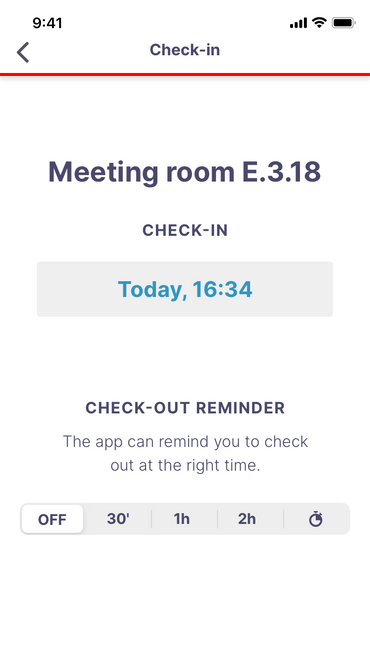 9:41
Check-in
Meeting room E.3.18
CHECK-IN
Today, 16:34
CHECK-OUT REMINDER
The app can remind you to check
out at the right time.
OFF 30' 1h 2h